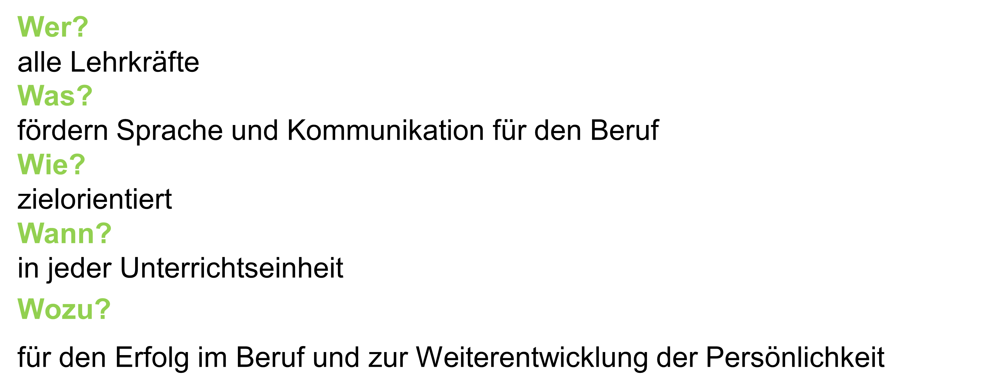 Wer?
alle Lehrkräfte
Was?
fördern Sprache und Kommunikation für den Beruf
Wie?
zielorientiert
Wann?
in jeder Unterrichtseinheit
Wozu?
für den Erfolg im Beruf und zur Weiterentwicklung der Persönlichkeit